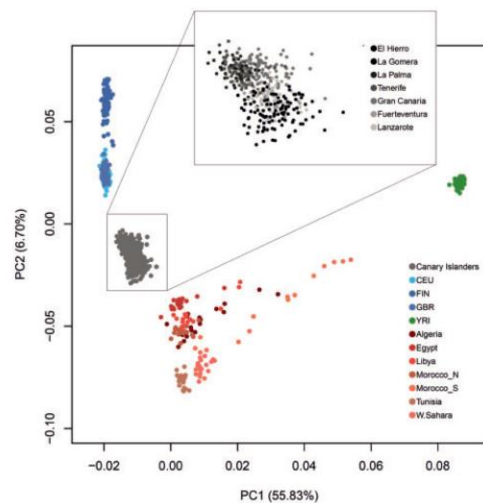 El Hierro
La Gomera
La Palma
Tenerife
Gran Canaria
Fuerteventura
Lanzarote
PC2 (6.70%)
0.05
0.00
−0.05
−0.10
Canary Islanders
CEU
FIN
GBR
YRI
Algeria
Egypt
Libya
Morocco_N
Morocco_S
Tunisia
W.Sahara
−0.02 0.00 0.02 0.04 0.06 0.08
PC1 (55.83%)